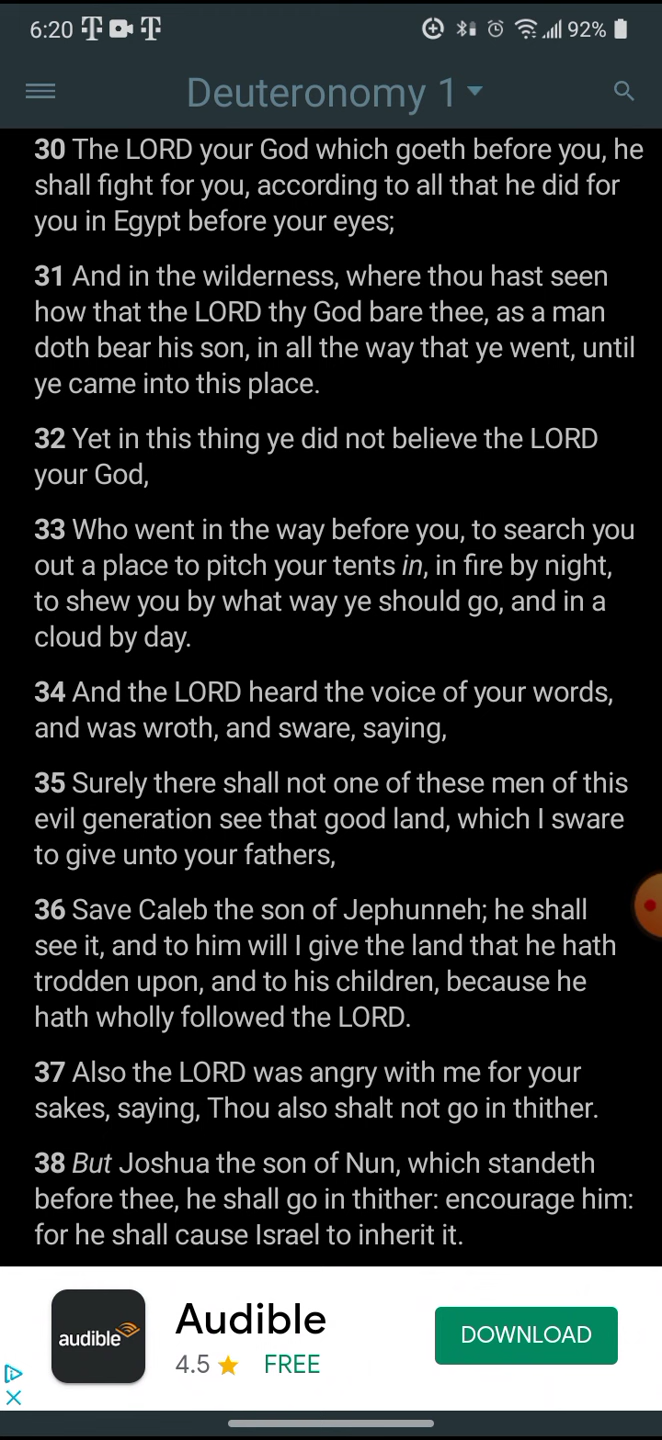 6:20 92%
Deuteronomy 1
30 The LORD your God which goeth before you, he
shall fight for you, according to all that he did for
you in Egypt before your eyes;
31 And in the wilderness, where thou hast seen
how that the LORD thy God bare thee, as a man
doth bear his son, in all the way that ye went, until
ye came into this place.
32 Yet in this thing ye did not believe the LORD
your God,
33 Who went in the way before you, to search you
out a place to pitch your tents in, in fire by night,
to shew you by what way ye should go, and in a
cloud by day.
34 And the LORD heard the voice of your words,
and was wroth, and sware, saying,
35 Surely there shall not one of these men of this
evil generation see that good land, which I sware
to give unto your fathers,
36 Save Caleb the son of Jephunneh; he shall
see it, and to him will I give the land that he hath
trodden upon, and to his children, because he
hath wholly followed the LORD.
37 Also the LORD was angry with me for your
sakes, saying, Thou also shalt not go in thither.
38 But Joshua the son of Nun, which standeth
before thee, he shall go in thither: encourage him:
for he shall cause Israel to inherit it.
audible
Audible
4.5 FREE
DOWNLOAD